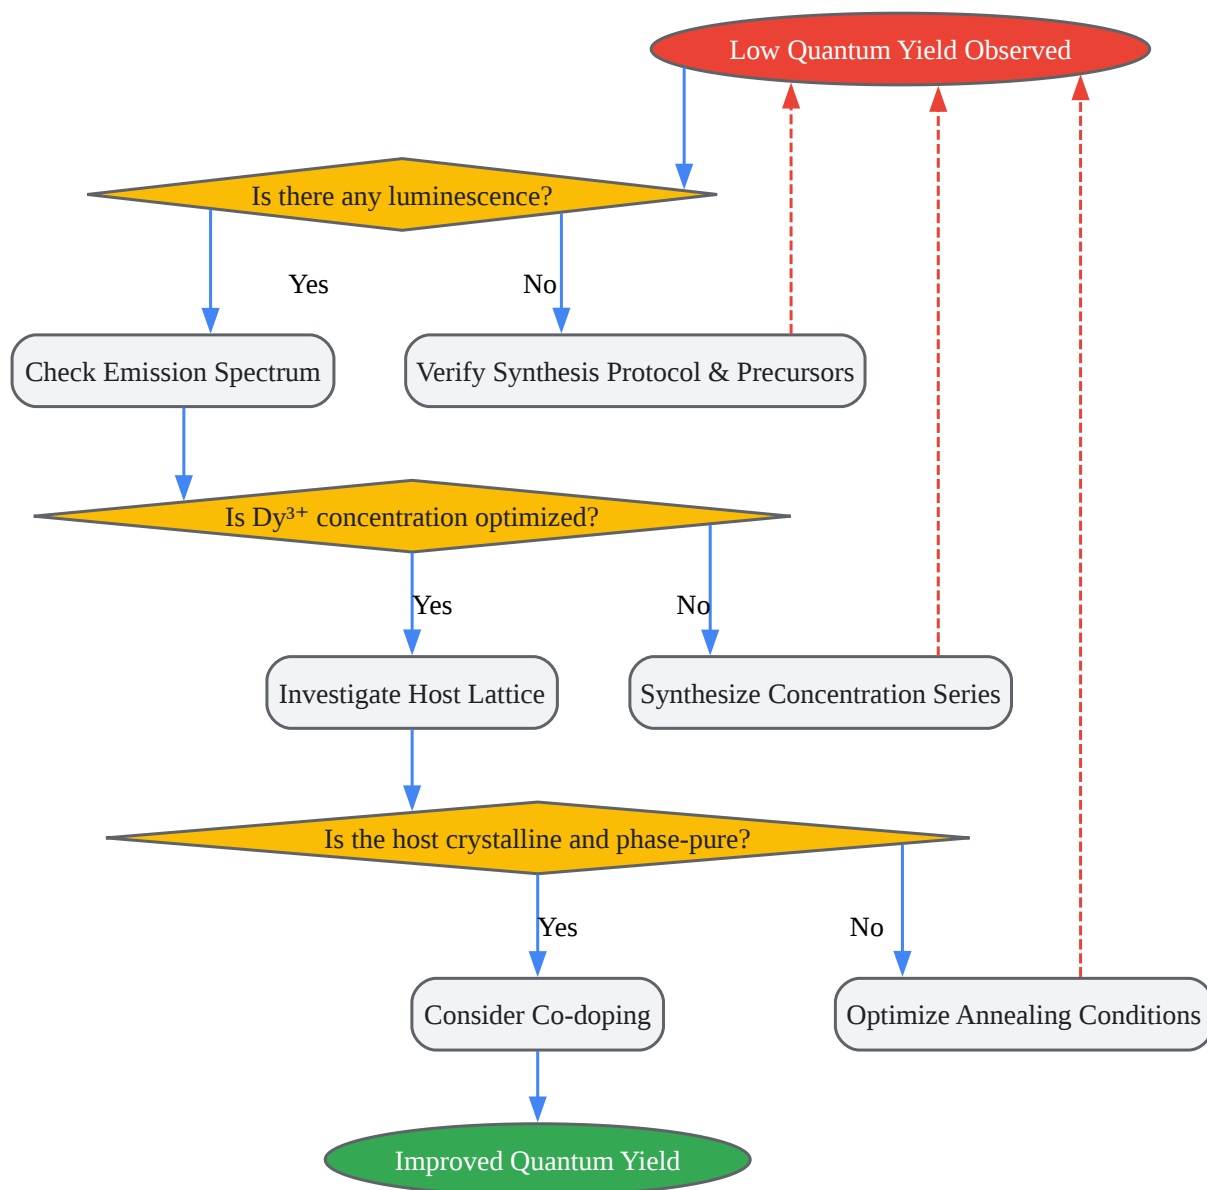 Low Quantum Yield Observed
Is there any luminescence?
Yes
No
Check Emission Spectrum
Verify Synthesis Protocol & Precursors
Is Dy³⁺ concentration optimized?
Yes
No
Investigate Host Lattice
Synthesize Concentration Series
Is the host crystalline and phase-pure?
Yes
No
Consider Co-doping
Optimize Annealing Conditions
Improved Quantum Yield